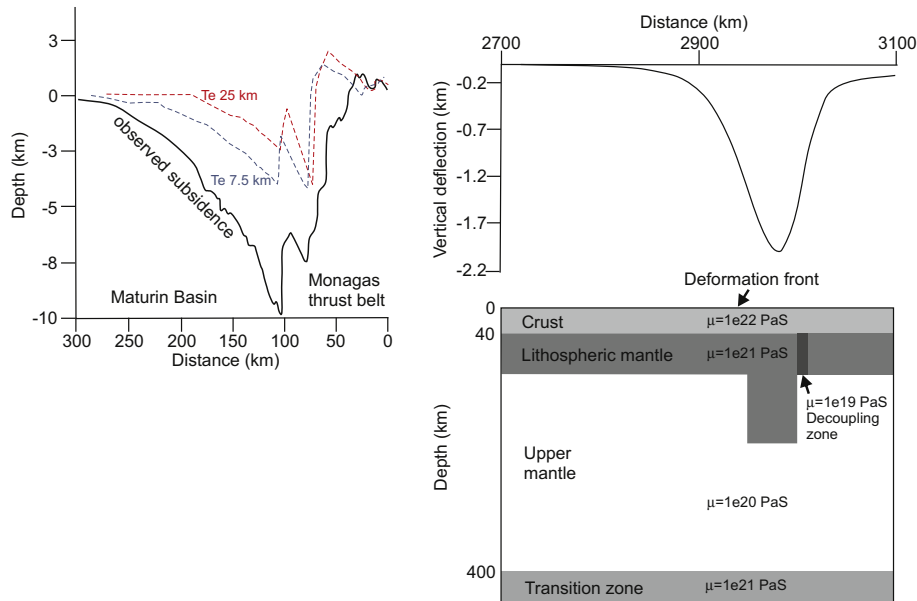 3
0
-3
-5
-8
-10
Depth (km)
Te 25 km
Te 7.5 km
observed subsidence
Maturin Basin
Monagas
thrust belt
300
250
200
150
100
50
0
Distance (km)
Distance (km)
2700
2900
3100
-0.2
-0.7
-1.2
-1.7
-2.2
Vertical deflection (km)
Deformation front
0
40
400
Depth (km)
Crust
µ=1e22 PaS
Lithospheric mantle
µ=1e21 PaS
µ=1e19 PaS
Decoupling
zone
Upper
mantle
µ=1e20 PaS
Transition zone
µ=1e21 PaS